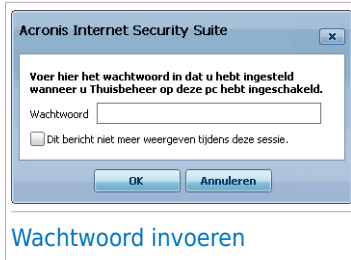 Acronis Internet Security Suite
Voer hier het wachtwoord in dat u hebt ingesteld
wanneer u Thuisbeheer op deze pc hebt ingeschakeld.
Wachtwoord
Dit bericht niet meer weergeven tijdens deze sessie.
OK Annuleren
Wachtwoord invoeren